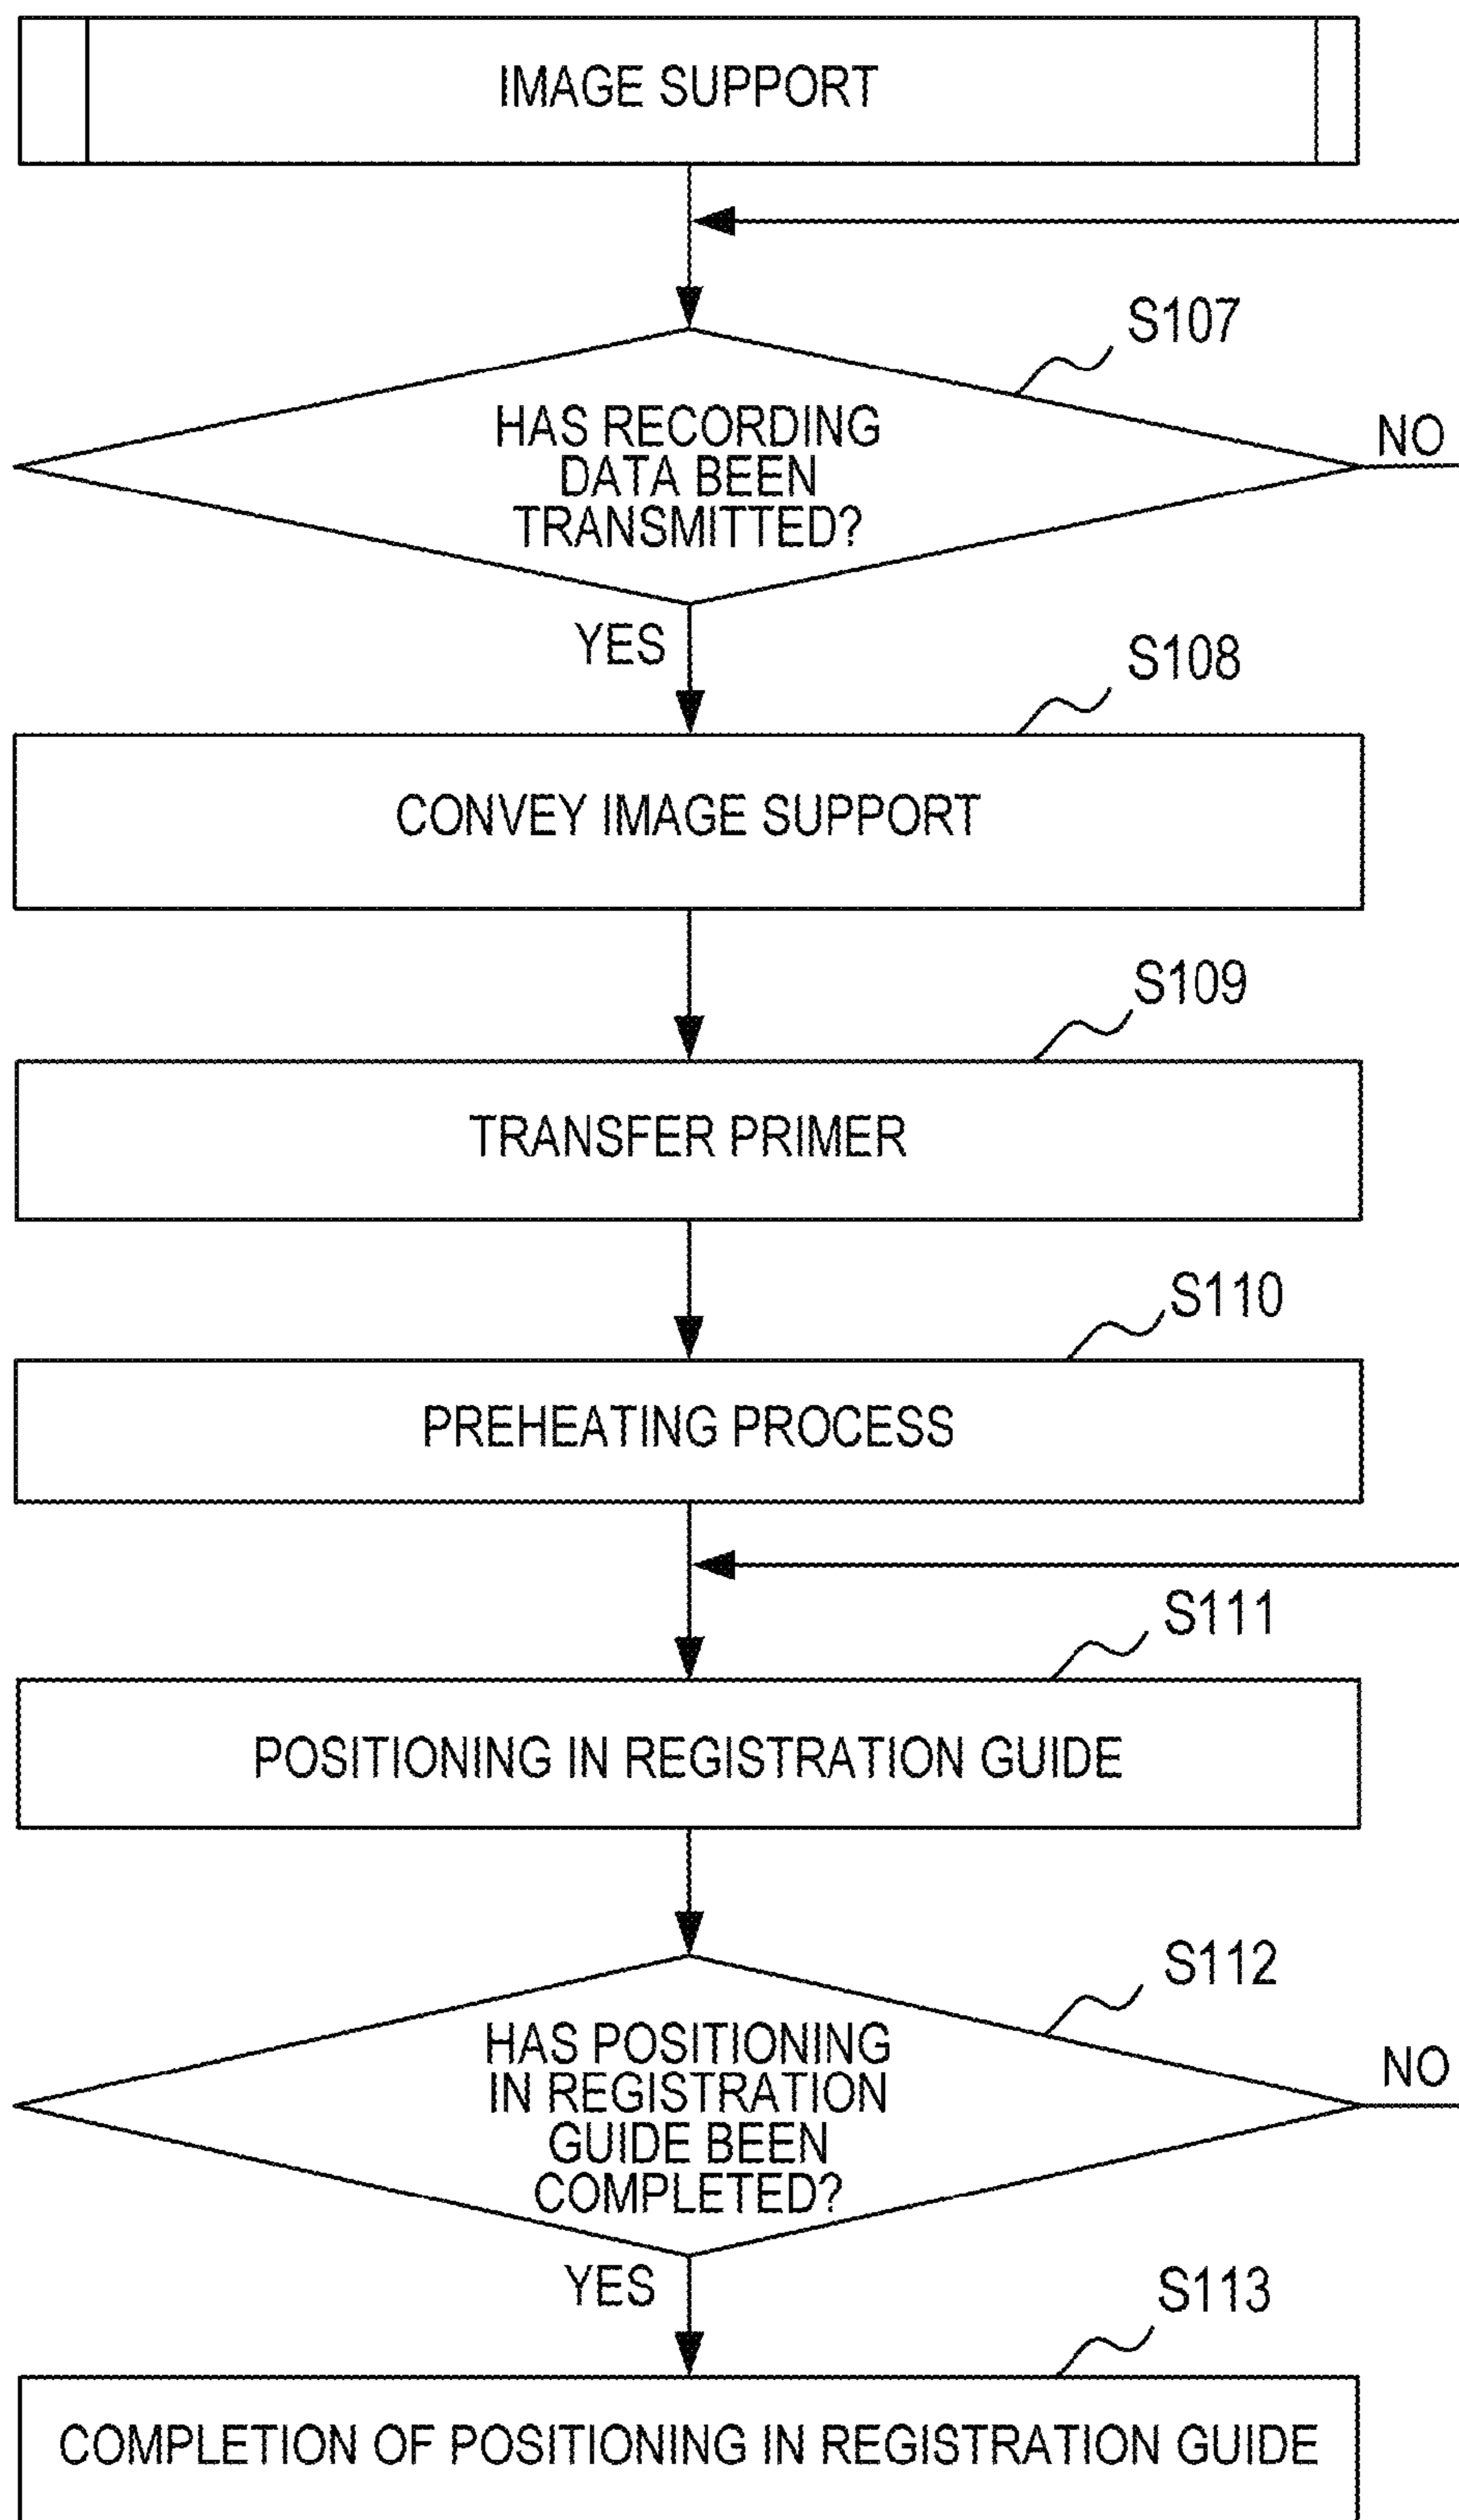 IMAGE SUPPORT
S107
HAS RECORDING
DATA BEEN
TRANSMITTED?
NO
YES
S108
CONVEY IMAGE SUPPORT
S109
TRANSFER PRIMER
S110
PREHEATING PROCESS
S111
POSITIONING IN REGISTRATION GUIDE
S112
HAS POSITIONING
IN REGISTRATION
GUIDE BEEN
COMPLETED?
NO
YES
S113
COMPLETION OF POSITIONING IN REGISTRATION GUIDE